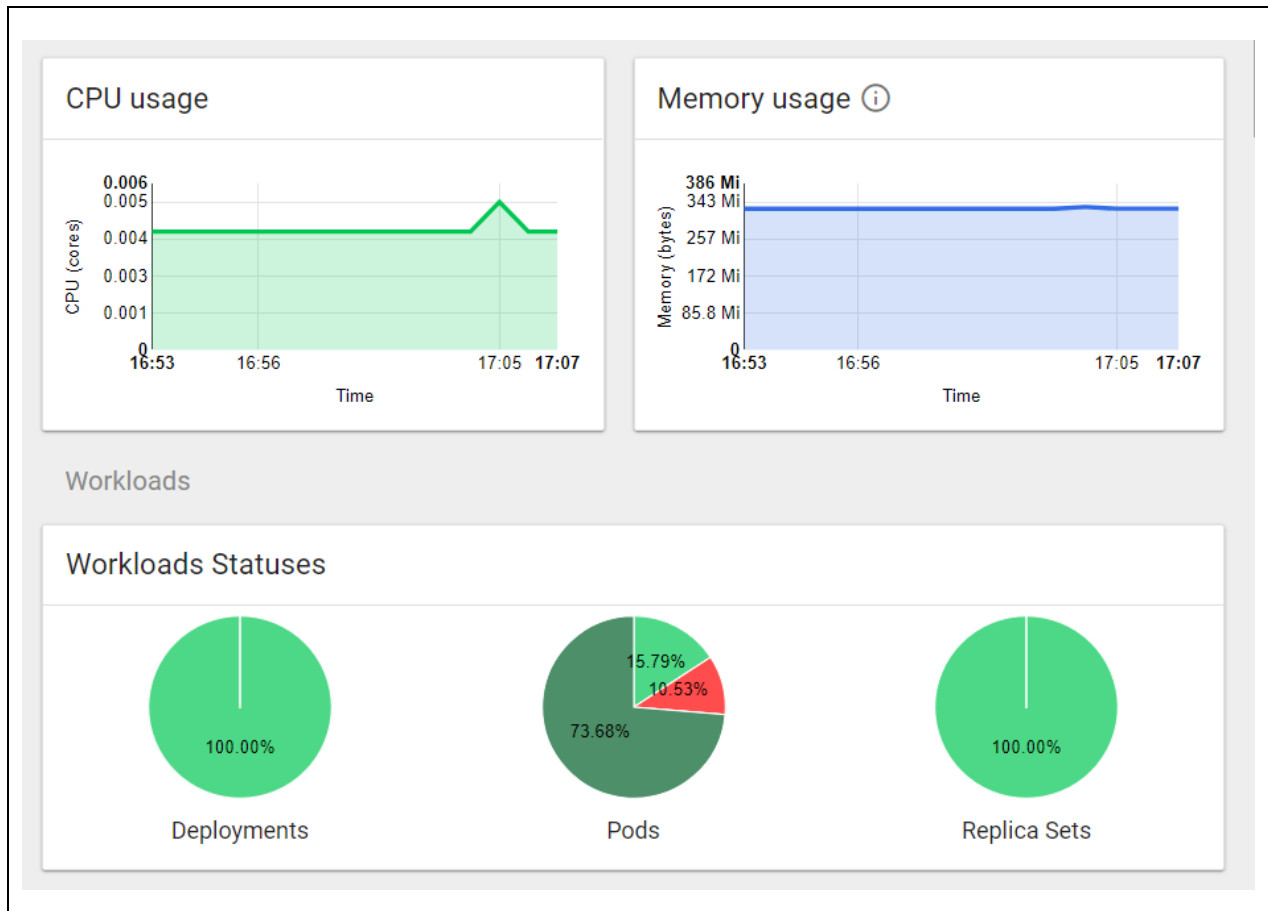 CPU usage
0.006
0.005
0.004
0.003
0.001
0
CPU (cores)
16:53 16:56 17:05 17:07
Time
Memory usage
386 Mi
343 Mi
257 Mi
172 Mi
85.8 Mi
0
Memory (bytes)
16:53 16:56 17:05 17:07
Time
Workloads
Workloads Statuses
100.00%
Deployments
15.79%
10.53%
73.68%
Pods
100.00%
Replica Sets